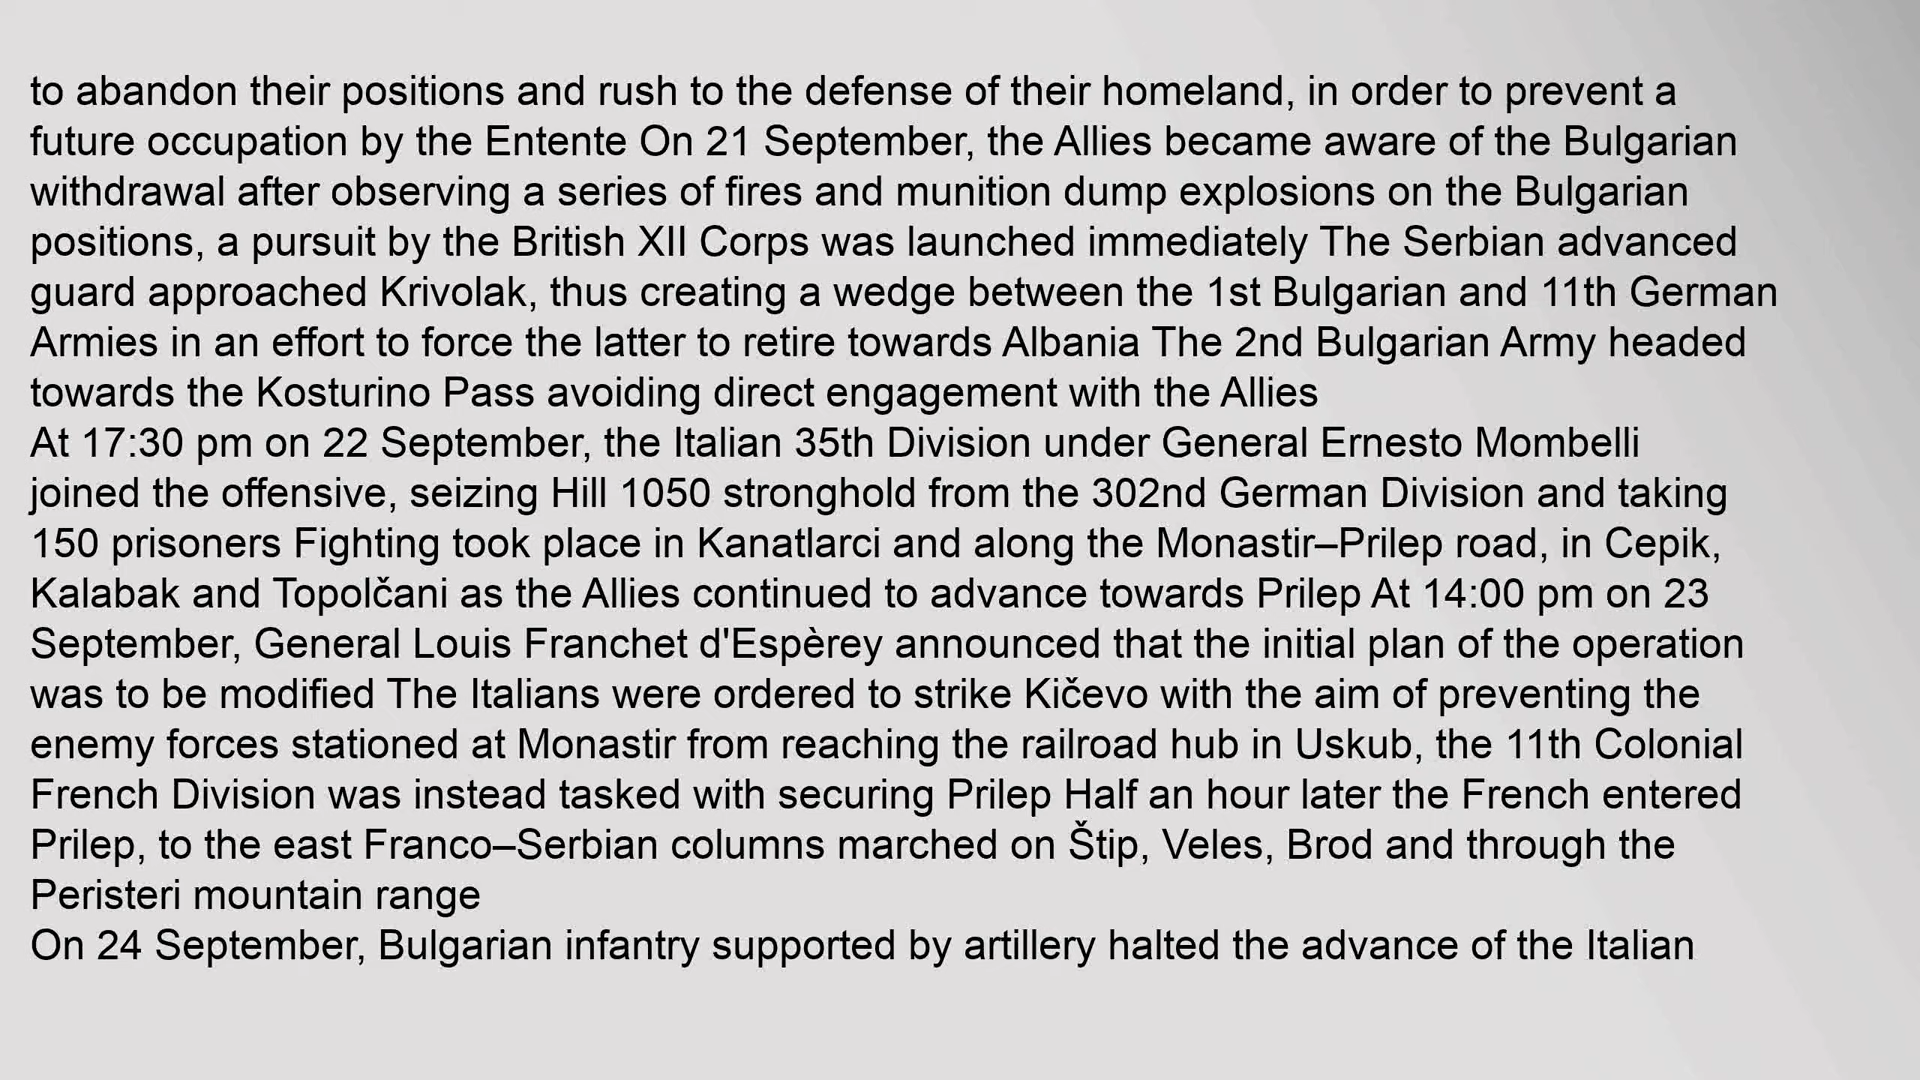 to abandon their positions and rush to the defense of their homeland, in order to prevent a
future occupation by the Entente On 21 September, the Allies became aware of the Bulgarian
withdrawal after observing a series of fires and munition dump explosions on the Bulgarian
positions, a pursuit by the British XII Corps was launched immediately The Serbian advanced
guard approached Krivolak, thus creating a wedge between the 1st Bulgarian and 11th German
Armies in an effort to force the latter to retire towards Albania The 2nd Bulgarian Army headed
towards the Kosturino Pass avoiding direct engagement with the Allies
At 17:30 pm on 22 September, the Italian 35th Division under General Ernesto Mombelli
joined the offensive, seizing Hill 1050 stronghold from the 302nd German Division and taking
150 prisoners Fighting took place in Kanatlarci and along the Monastir–Prilep road, in Cepik,
Kalabak and Topolčani as the Allies continued to advance towards Prilep At 14:00 pm on 23
September, General Louis Franchet d'Espèrey announced that the initial plan of the operation
was to be modified The Italians were ordered to strike Kičevo with the aim of preventing the
enemy forces stationed at Monastir from reaching the railroad hub in Uskub, the 11th Colonial
French Division was instead tasked with securing Prilep Half an hour later the French entered
Prilep, to the east Franco–Serbian columns marched on Štip, Veles, Brod and through the
Peristeri mountain range
On 24 September, Bulgarian infantry supported by artillery halted the advance of the Italian